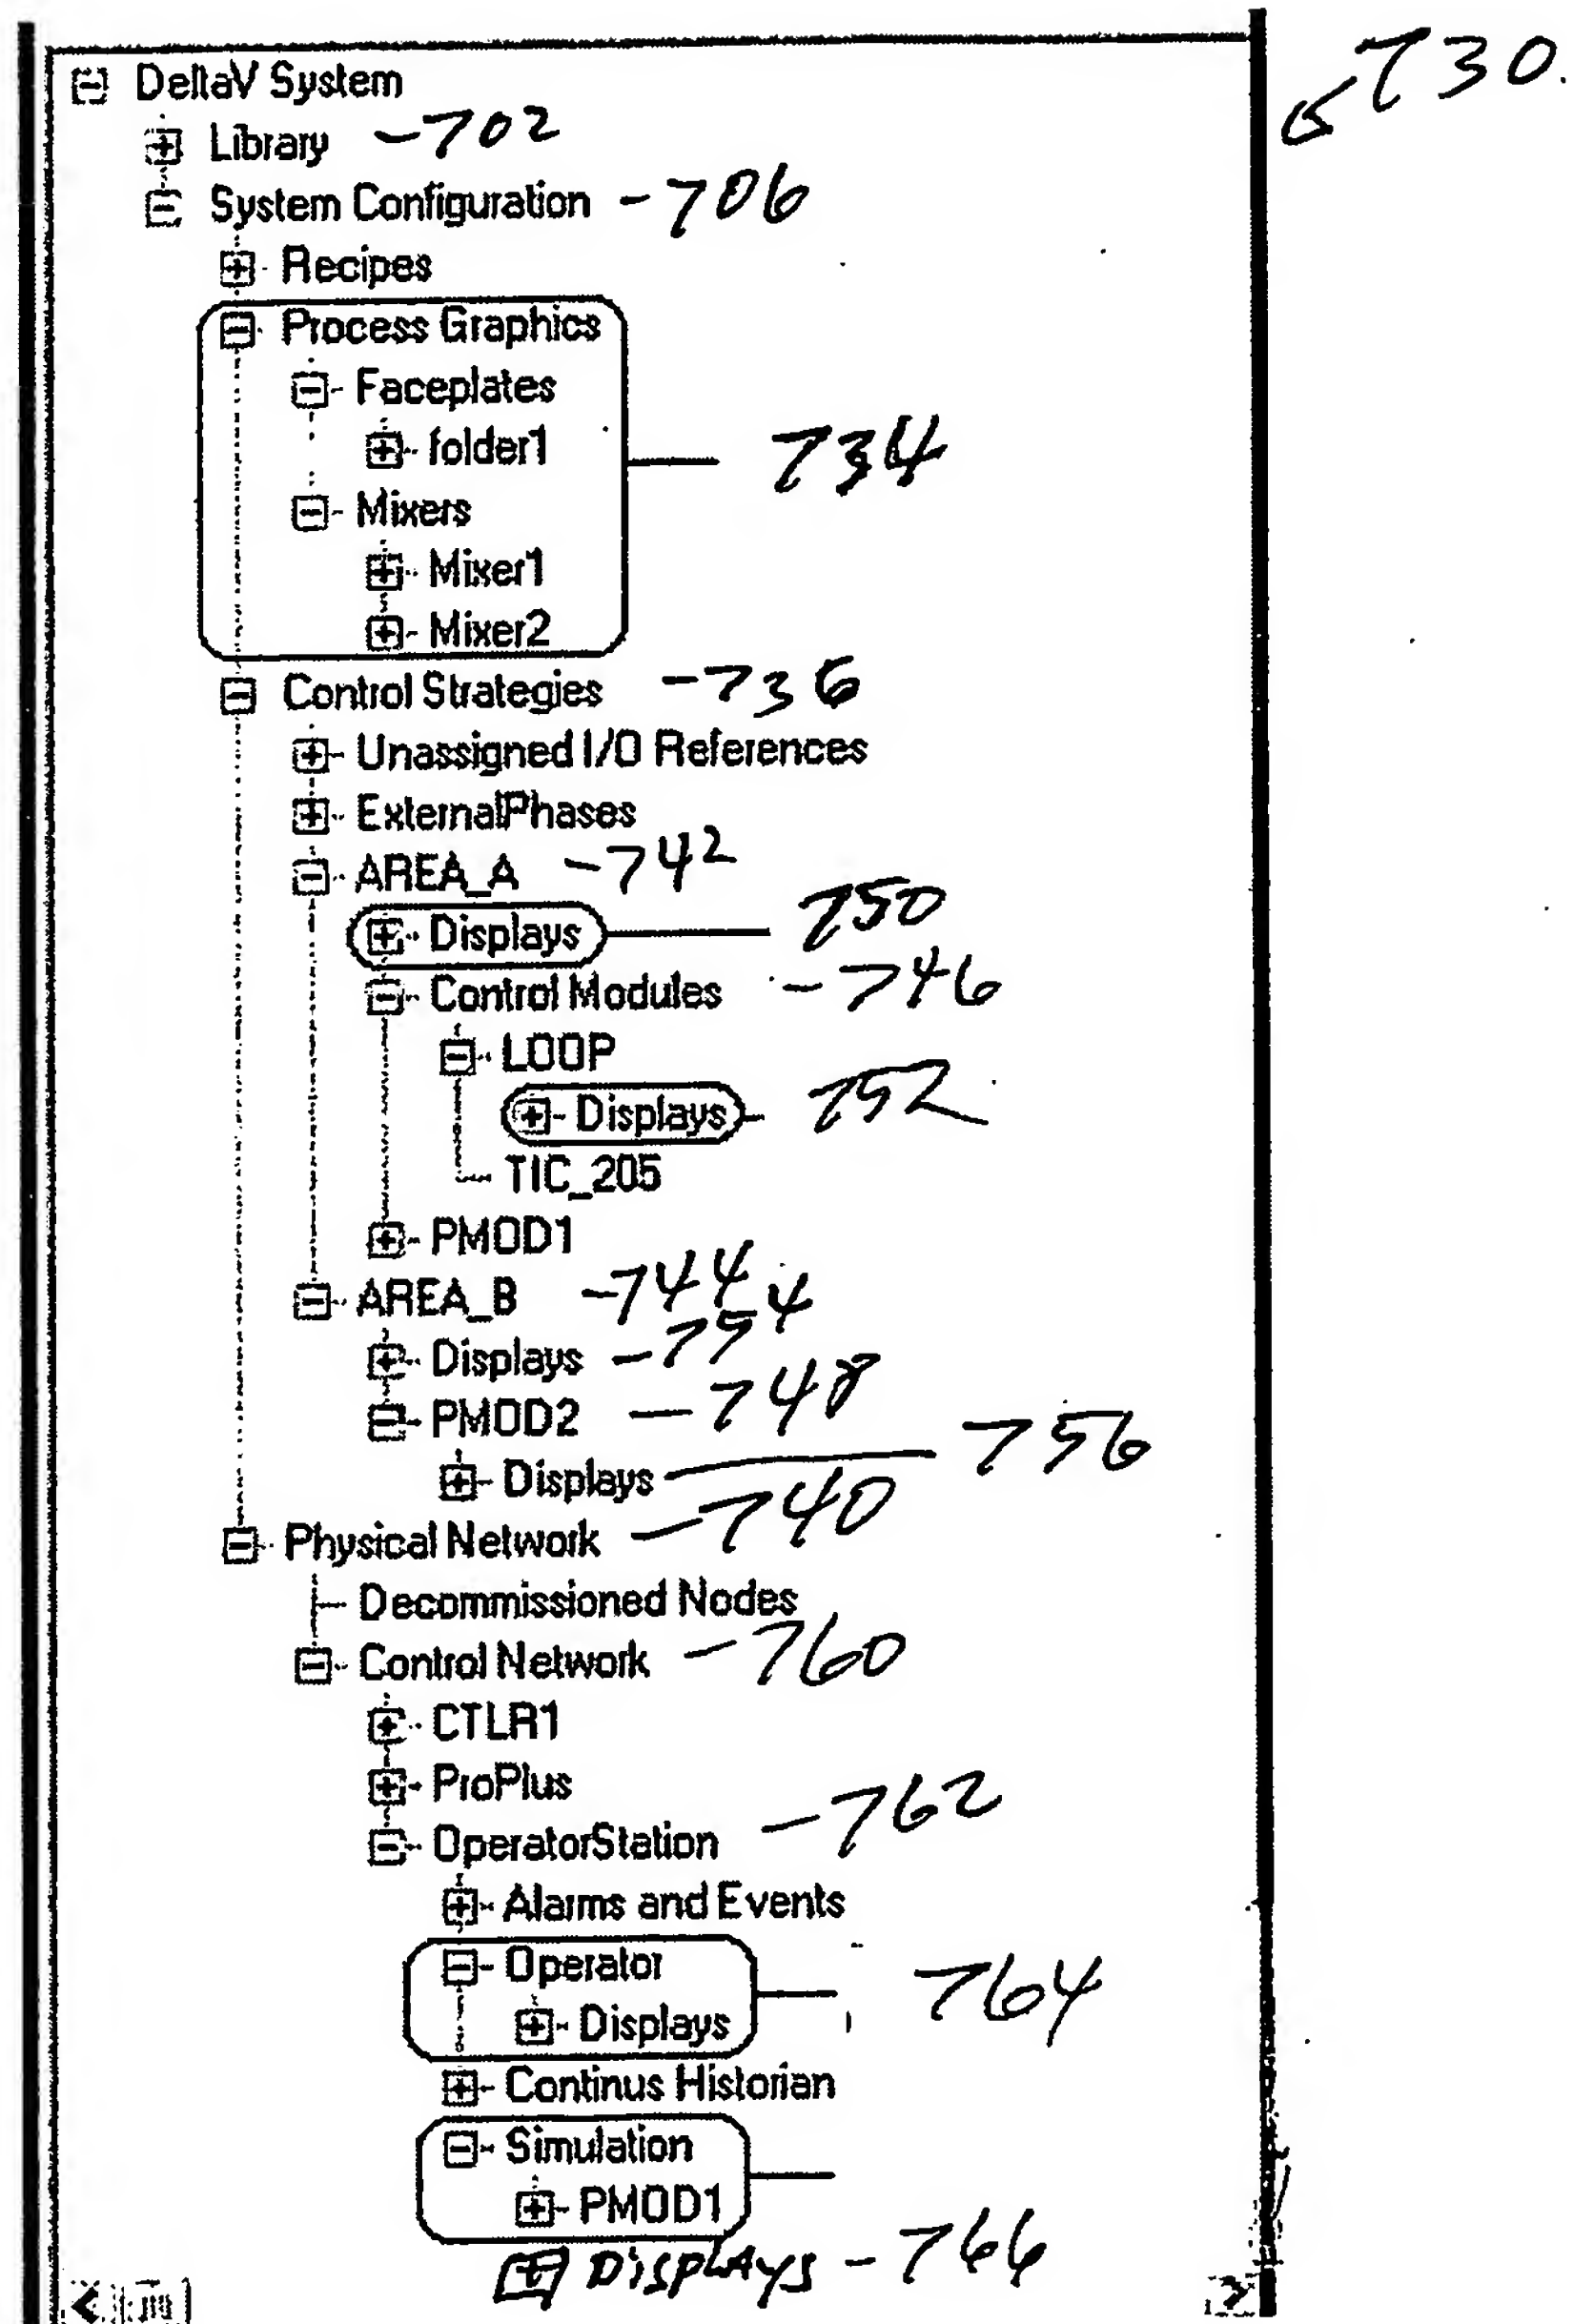 730.
DeltaV System
Library -702
System Configuration -706
Recipes
Process Graphics
Faceplates
folder1
734
Mixers
Mixer1
Mixer2
Control Strategies -736
Unassigned I/O References
ExternalPhases
AREA_A -742
Displays 750
Control Modules -746
LOOP
Displays 752
TIC_205
PMOD1
AREA_B -744
Displays -754
PMOD2 -748
Displays 756
Physical Network -740
Decommissioned Nodes
Control Network -760
CTLR1
ProPlus
OperatorStation -762
Alarms and Events
Operator
764
Displays
Continus Historian
Simulation
PMOD1
Displays -766